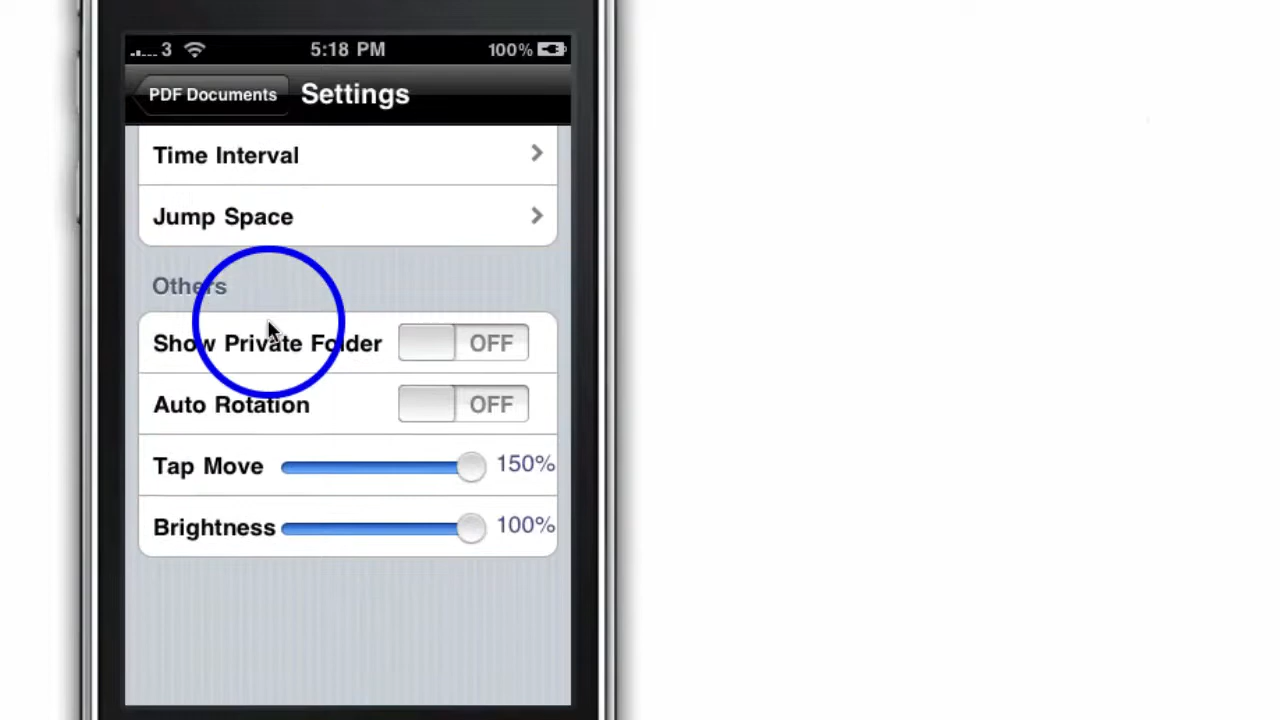 3 5:18 PM 100%
PDF Documents Settings
Time Interval
Jump Space
Others
Show Private Folder OFF
Auto Rotation OFF
Tap Move 150%
Brightness 100%